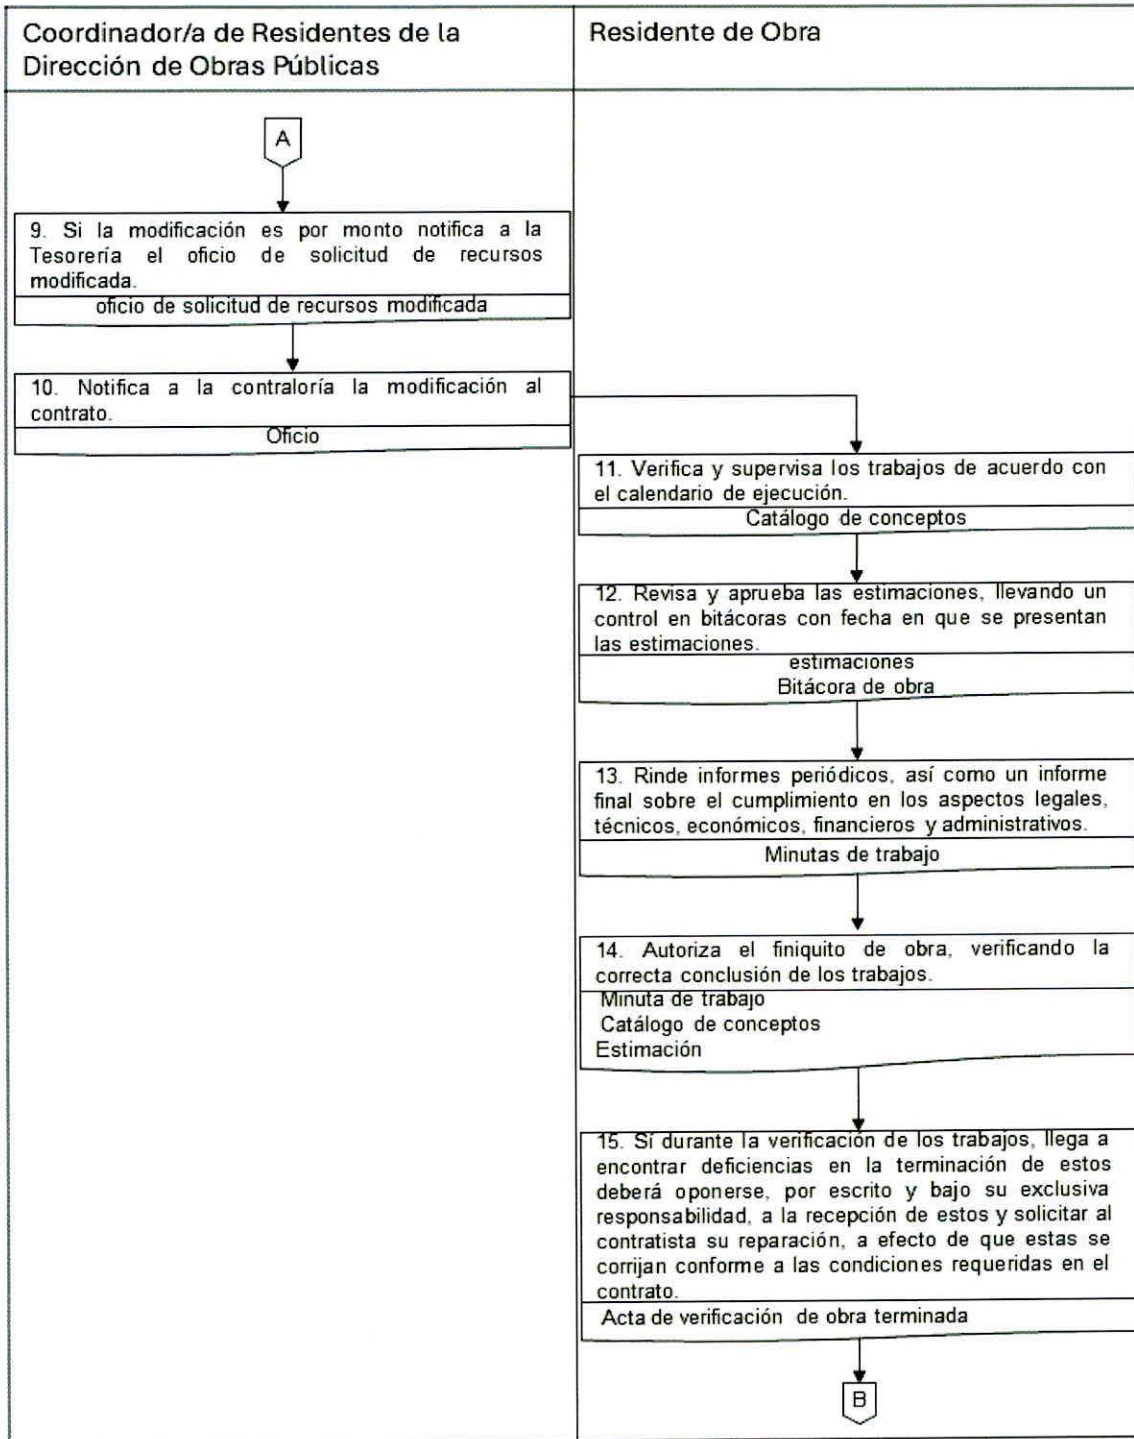 Coordinador/a de Residentes de la
Dirección de Obras Públicas
Residente de Obra
A
9. Si la modificación es por monto notifica a la
Tesorería el oficio de solicitud de recursos
modificada.
oficio de solicitud de recursos modificada
10. Notifica a la contraloría la modificación al
contrato.
Oficio
11. Verifica y supervisa los trabajos de acuerdo con
el calendario de ejecución.
Catálogo de conceptos
12. Revisa y aprueba las estimaciones, llevando un
control en bitácoras con fecha en que se presentan
las estimaciones.
estimaciones
Bitácora de obra
13. Rinde informes periódicos, así como un informe
final sobre el cumplimiento en los aspectos legales,
técnicos, económicos, financieros y administrativos.
Minutas de trabajo
14. Autoriza el finiquito de obra, verificando la
correcta conclusión de los trabajos.
Minuta de trabajo
Catálogo de conceptos
Estimación
15. Sí durante la verificación de los trabajos, llega a
encontrar deficiencias en la terminación de estos
deberá oponerse, por escrito y bajo su exclusiva
responsabilidad, a la recepción de estos y solicitar al
contratista su reparación, a efecto de que estas se
corrijan conforme a las condiciones requeridas en el
contrato.
Acta de verificación de obra terminada
B